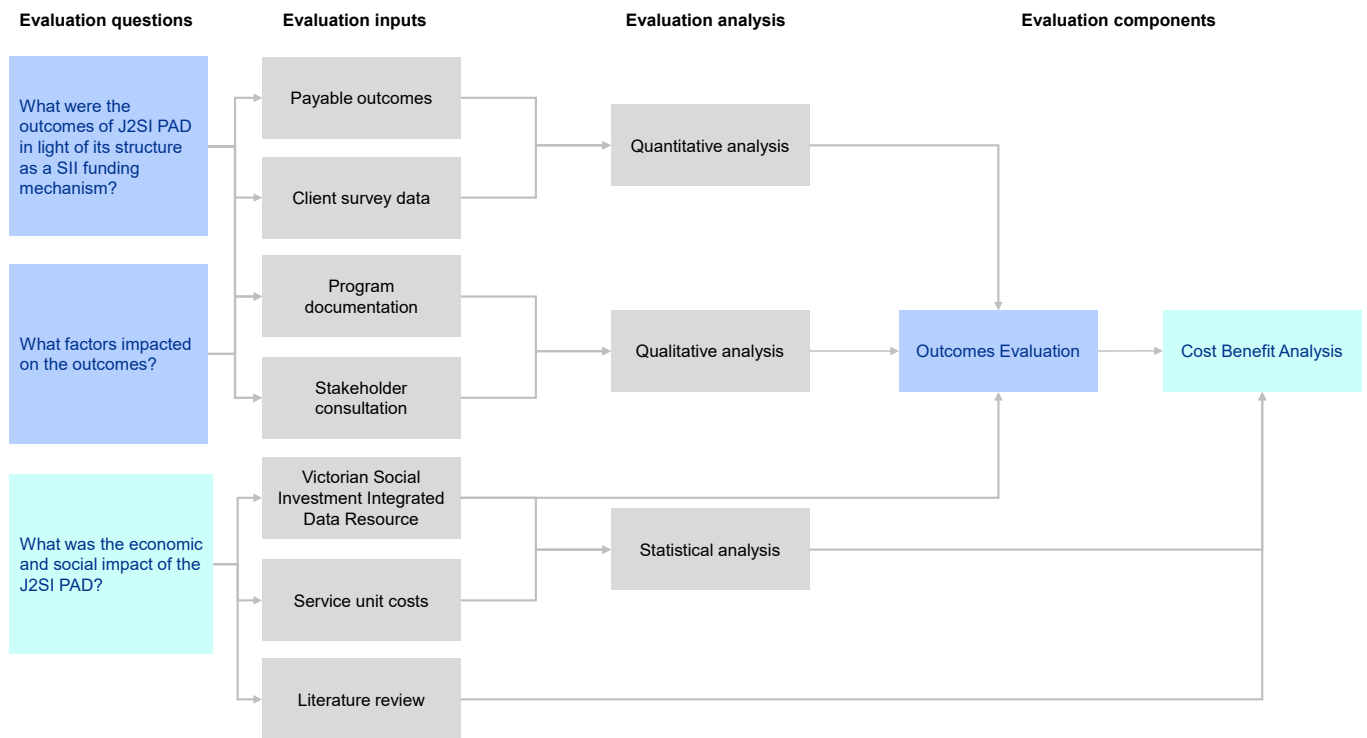 Evaluation questions
Evaluation inputs
Evaluation analysis
Evaluation components
What were the
outcomes of J2SI PAD
in light of its structure
as a SII funding
mechanism?
What factors impacted
on the outcomes?
What was the economic
and social impact of the
J2SI PAD?
Payable outcomes
Client survey data
Program
documentation
Stakeholder
consultation
Victorian Social
Investment Integrated
Data Resource
Service unit costs
Literature review
Quantitative analysis
Qualitative analysis
Statistical analysis
Outcomes Evaluation
Cost Benefit Analysis